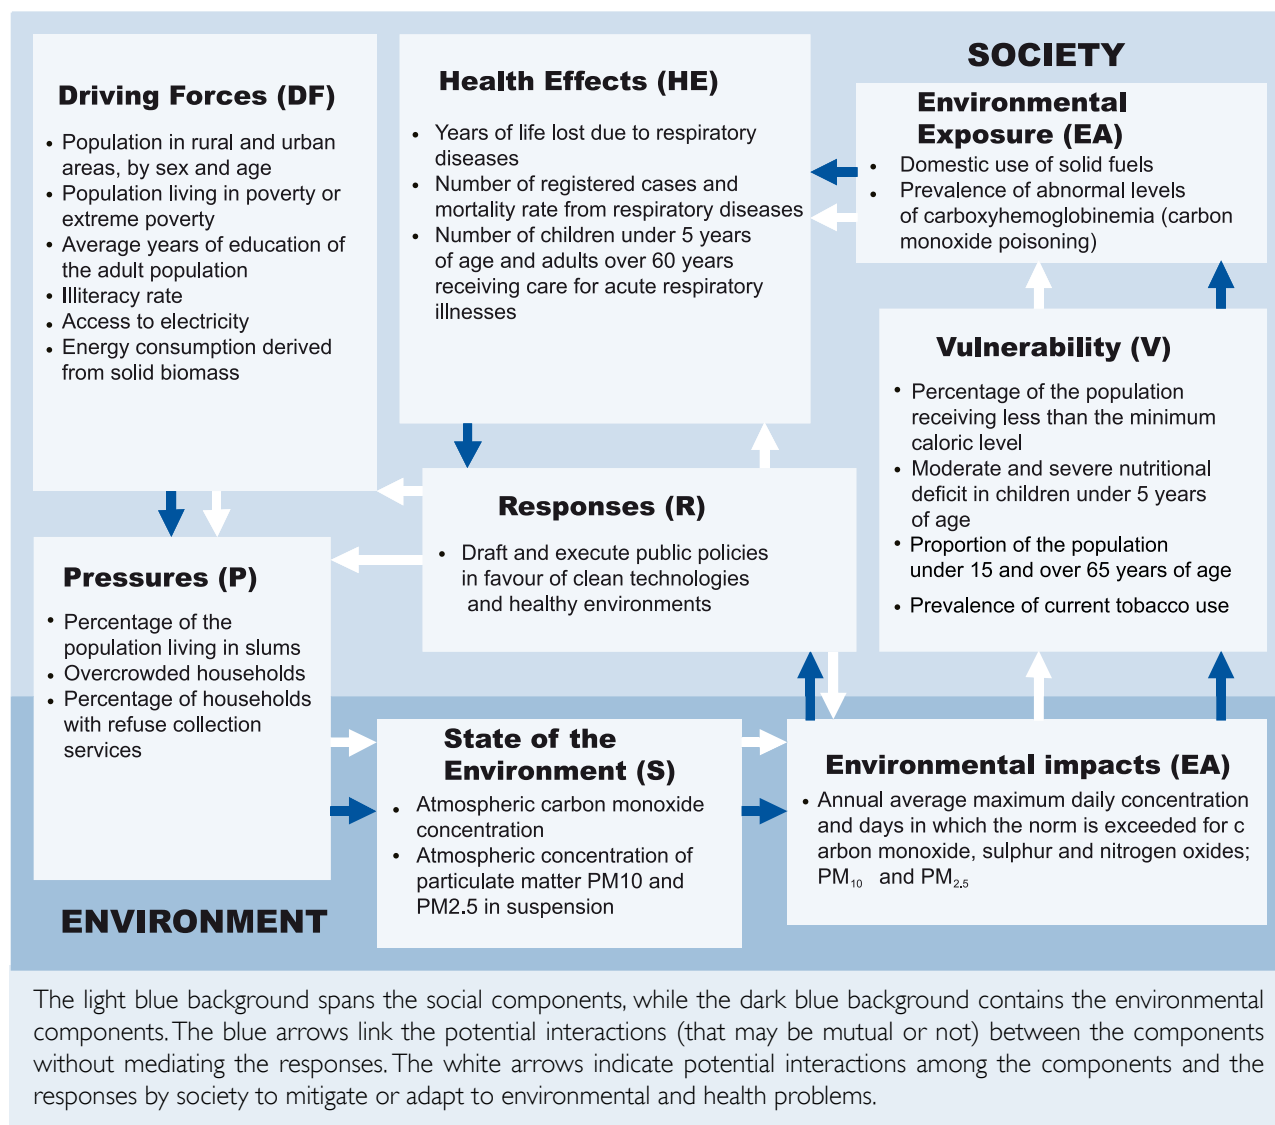 Driving Forces (DF)
• Population in rural and urban
areas, by sex and age
• Population living in poverty or
extreme poverty
• Average years of education of
the adult population
• Illiteracy rate
• Access to electricity
• Energy consumption derived
from solid biomass
Health Effects (HE)
• Years of life lost due to respiratory
diseases
• Number of registered cases and
mortality rate from respiratory diseases
• Number of children under 5 years
of age and adults over 60 years
receiving care for acute respiratory
illnesses
SOCIETY
Environmental
Exposure (EA)
• Domestic use of solid fuels
• Prevalence of abnormal levels
of carboxyhemoglobinemia (carbon
monoxide poisoning)
Vulnerability (V)
• Percentage of the population
receiving less than the minimum
caloric level
• Moderate and severe nutritional
deficit in children under 5 years
of age
• Proportion of the population
under 15 and over 65 years of age
• Prevalence of current tobacco use
Responses (R)
• Draft and execute public policies
in favour of clean technologies
and healthy environments
Pressures (P)
• Percentage of the
population living in slums
• Overcrowded households
• Percentage of households
with refuse collection
services
State of the
Environment (S)
• Atmospheric carbon monoxide
concentration
• Atmospheric concentration of
particulate matter PM10 and
PM2.5 in suspension
Environmental impacts (EA)
• Annual average maximum daily concentration
and days in which the norm is exceeded for c
arbon monoxide, sulphur and nitrogen oxides;
PM10 and PM2.5
ENVIRONMENT
The light blue background spans the social components, while the dark blue background contains the environmental
components. The blue arrows link the potential interactions (that may be mutual or not) between the components
without mediating the responses. The white arrows indicate potential interactions among the components and the
responses by society to mitigate or adapt to environmental and health problems.